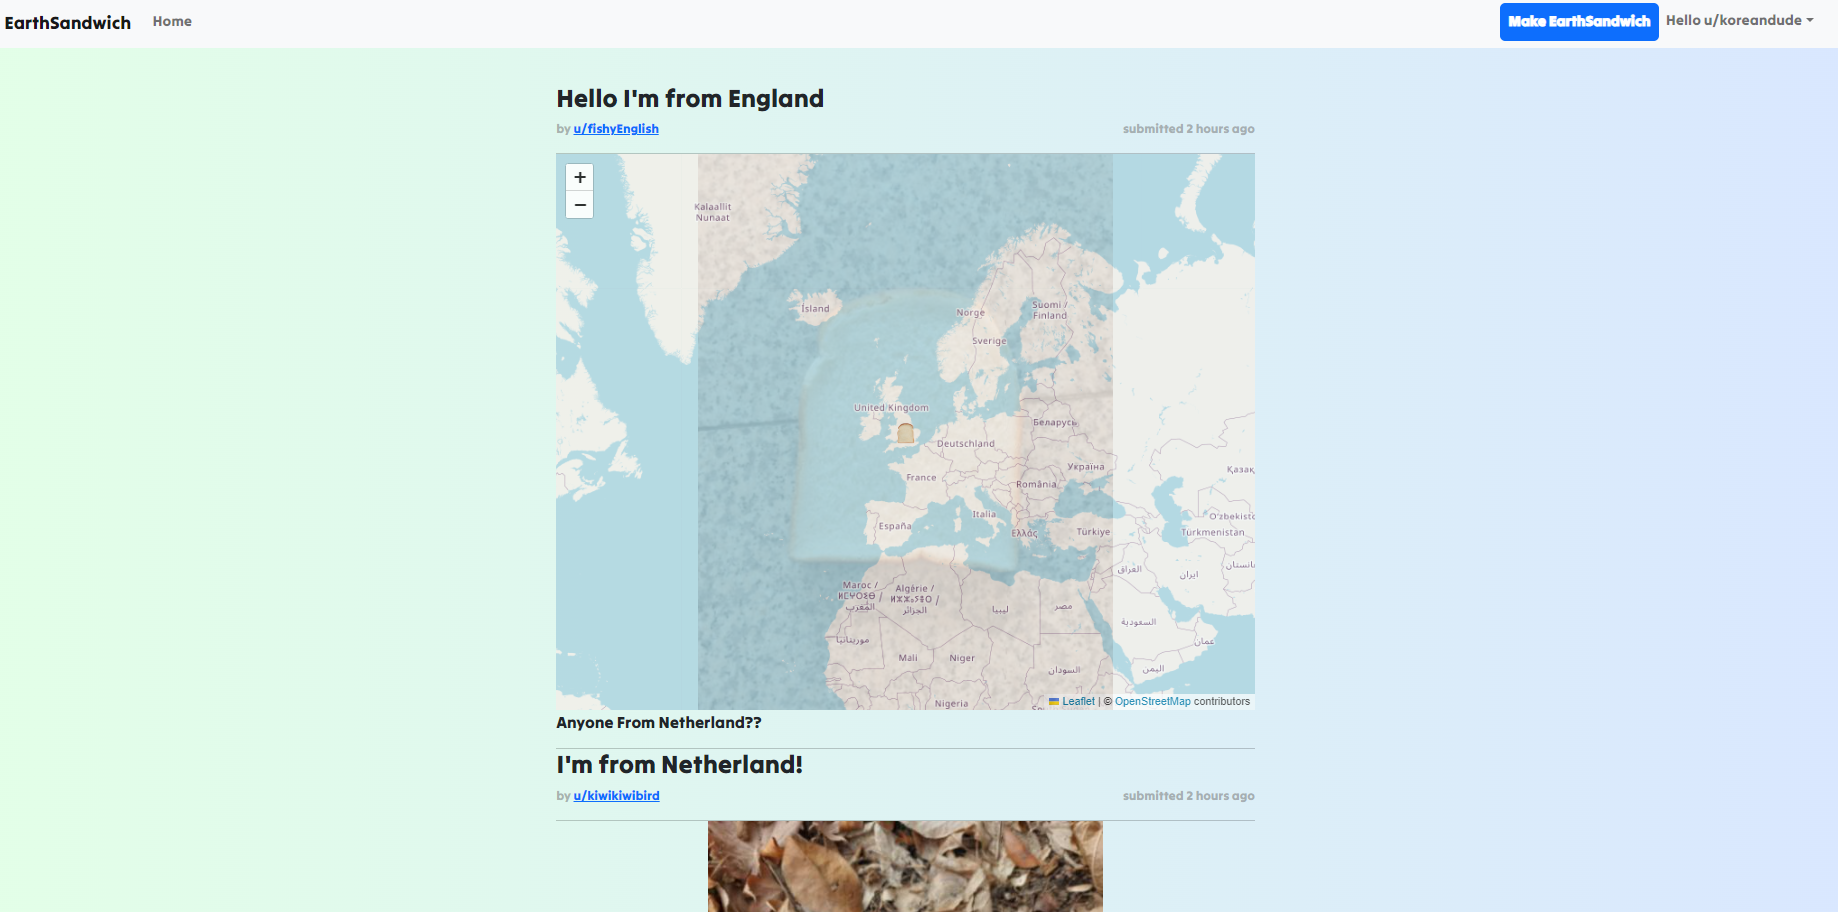 EarthSandwich
Home
Make EarthSandwich
Hello u/koreandude
Hello I'm from England
by u/fishyEnglish
submitted 2 hours ago
+
−
Kalaallit
Nunaat
Ísland
Norge
Suomi /
Finland
Sverige
United Kingdom
Беларусь
Deutschland
Україна
France
România
Қазақ
Italia
España
Ελλάς
Türkiye
O'zbekisto
Türkmenistan
العراق
ایران
Maroc /
ⵍⵎⵖⵔⵉⴱ /
المغرب
Algérie /
ⵍⵣⵣⴰⵢⴻⵔ /
الجزائر
ليبيا
مصر
السعودية
عمان
موريتانيا
Mali
Niger
السودان
اليمن
Nigeria
Leaflet | © OpenStreetMap contributors
Anyone From Netherland??
I'm from Netherland!
by u/kiwikiwibird
submitted 2 hours ago